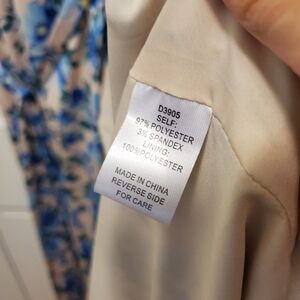 D3905
SELF:
97% POLYESTER
3% SPANDEX
LINING:
100%POLYESTER
MADE IN CHINA
REVERSE SIDE
FOR CARE